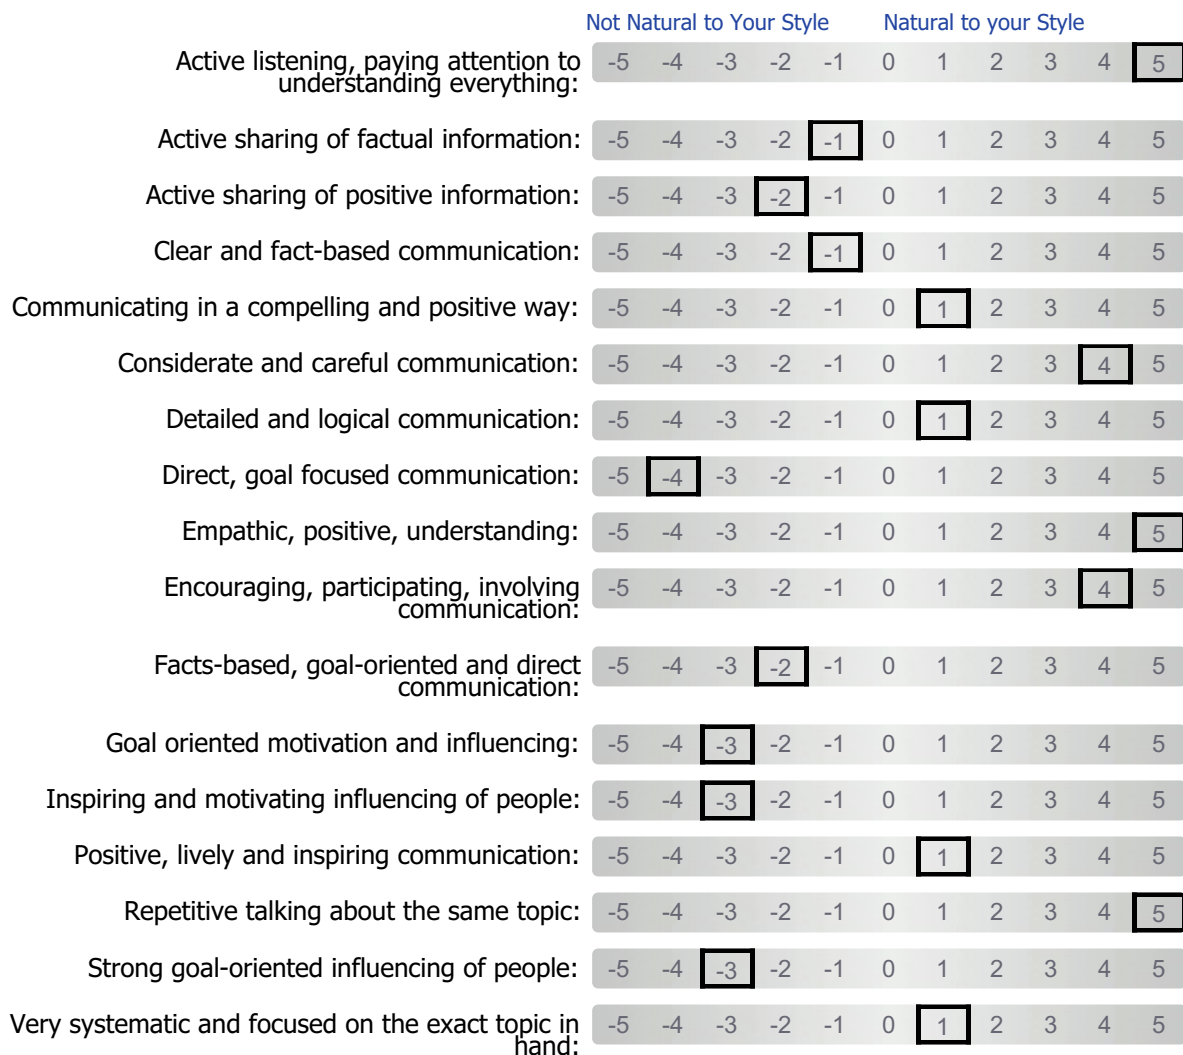 Not Natural to Your Style Natural to your Style
Active listening, paying attention to
understanding everything: -5 -4 -3 -2 -1 0 1 2 3 4 5
Active sharing of factual information: -5 -4 -3 -2 -1 0 1 2 3 4 5
Active sharing of positive information: -5 -4 -3 -2 -1 0 1 2 3 4 5
Clear and fact-based communication: -5 -4 -3 -2 -1 0 1 2 3 4 5
Communicating in a compelling and positive way: -5 -4 -3 -2 -1 0 1 2 3 4 5
Considerate and careful communication: -5 -4 -3 -2 -1 0 1 2 3 4 5
Detailed and logical communication: -5 -4 -3 -2 -1 0 1 2 3 4 5
Direct, goal focused communication: -5 -4 -3 -2 -1 0 1 2 3 4 5
Empathic, positive, understanding: -5 -4 -3 -2 -1 0 1 2 3 4 5
Encouraging, participating, involving
communication: -5 -4 -3 -2 -1 0 1 2 3 4 5
Facts-based, goal-oriented and direct
communication: -5 -4 -3 -2 -1 0 1 2 3 4 5
Goal oriented motivation and influencing: -5 -4 -3 -2 -1 0 1 2 3 4 5
Inspiring and motivating influencing of people: -5 -4 -3 -2 -1 0 1 2 3 4 5
Positive, lively and inspiring communication: -5 -4 -3 -2 -1 0 1 2 3 4 5
Repetitive talking about the same topic: -5 -4 -3 -2 -1 0 1 2 3 4 5
Strong goal-oriented influencing of people: -5 -4 -3 -2 -1 0 1 2 3 4 5
Very systematic and focused on the exact topic in
hand: -5 -4 -3 -2 -1 0 1 2 3 4 5